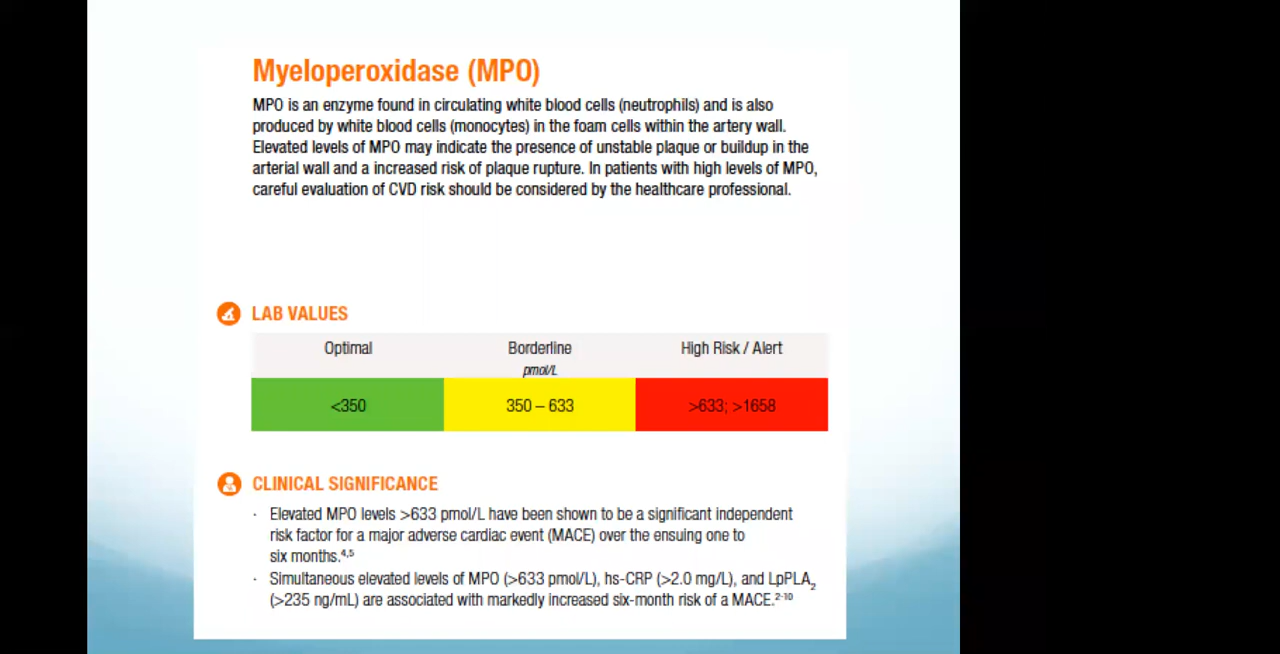 Myeloperoxidase (MPO)
MPO is an enzyme found in circulating white blood cells (neutrophils) and is also
produced by white blood cells (monocytes) in the foam cells within the artery wall.
Elevated levels of MPO may indicate the presence of unstable plaque or buildup in the
arterial wall and a increased risk of plaque rupture. In patients with high levels of MPO,
careful evaluation of CVD risk should be considered by the healthcare professional.
LAB VALUES
Optimal Borderline High Risk / Alert
pmol/L
<350 350 – 633 >633; >1658
CLINICAL SIGNIFICANCE
· Elevated MPO levels >633 pmol/L have been shown to be a significant independent
risk factor for a major adverse cardiac event (MACE) over the ensuing one to
six months.⁴,⁵
· Simultaneous elevated levels of MPO (>633 pmol/L), hs-CRP (>2.0 mg/L), and LpPLA₂
(>235 ng/mL) are associated with markedly increased six-month risk of a MACE.²⁻¹⁰